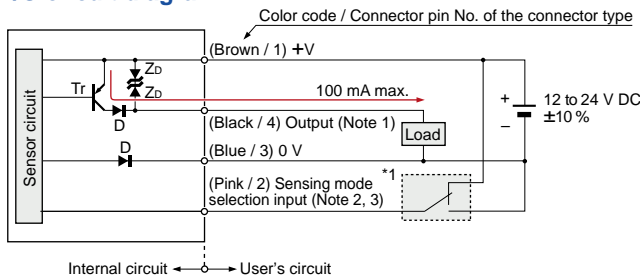 Color code / Connector pin No. of the connector type
(Brown / 1) +V
Tr
ZD
ZD
100 mA max.
+
12 to 24 V DC
–
±10 %
Sensor circuit
D
(Black / 4) Output (Note 1)
Load
D
(Blue / 3) 0 V
*1
(Pink / 2) Sensing mode
selection input (Note 2, 3)
Internal circuit
User's circuit